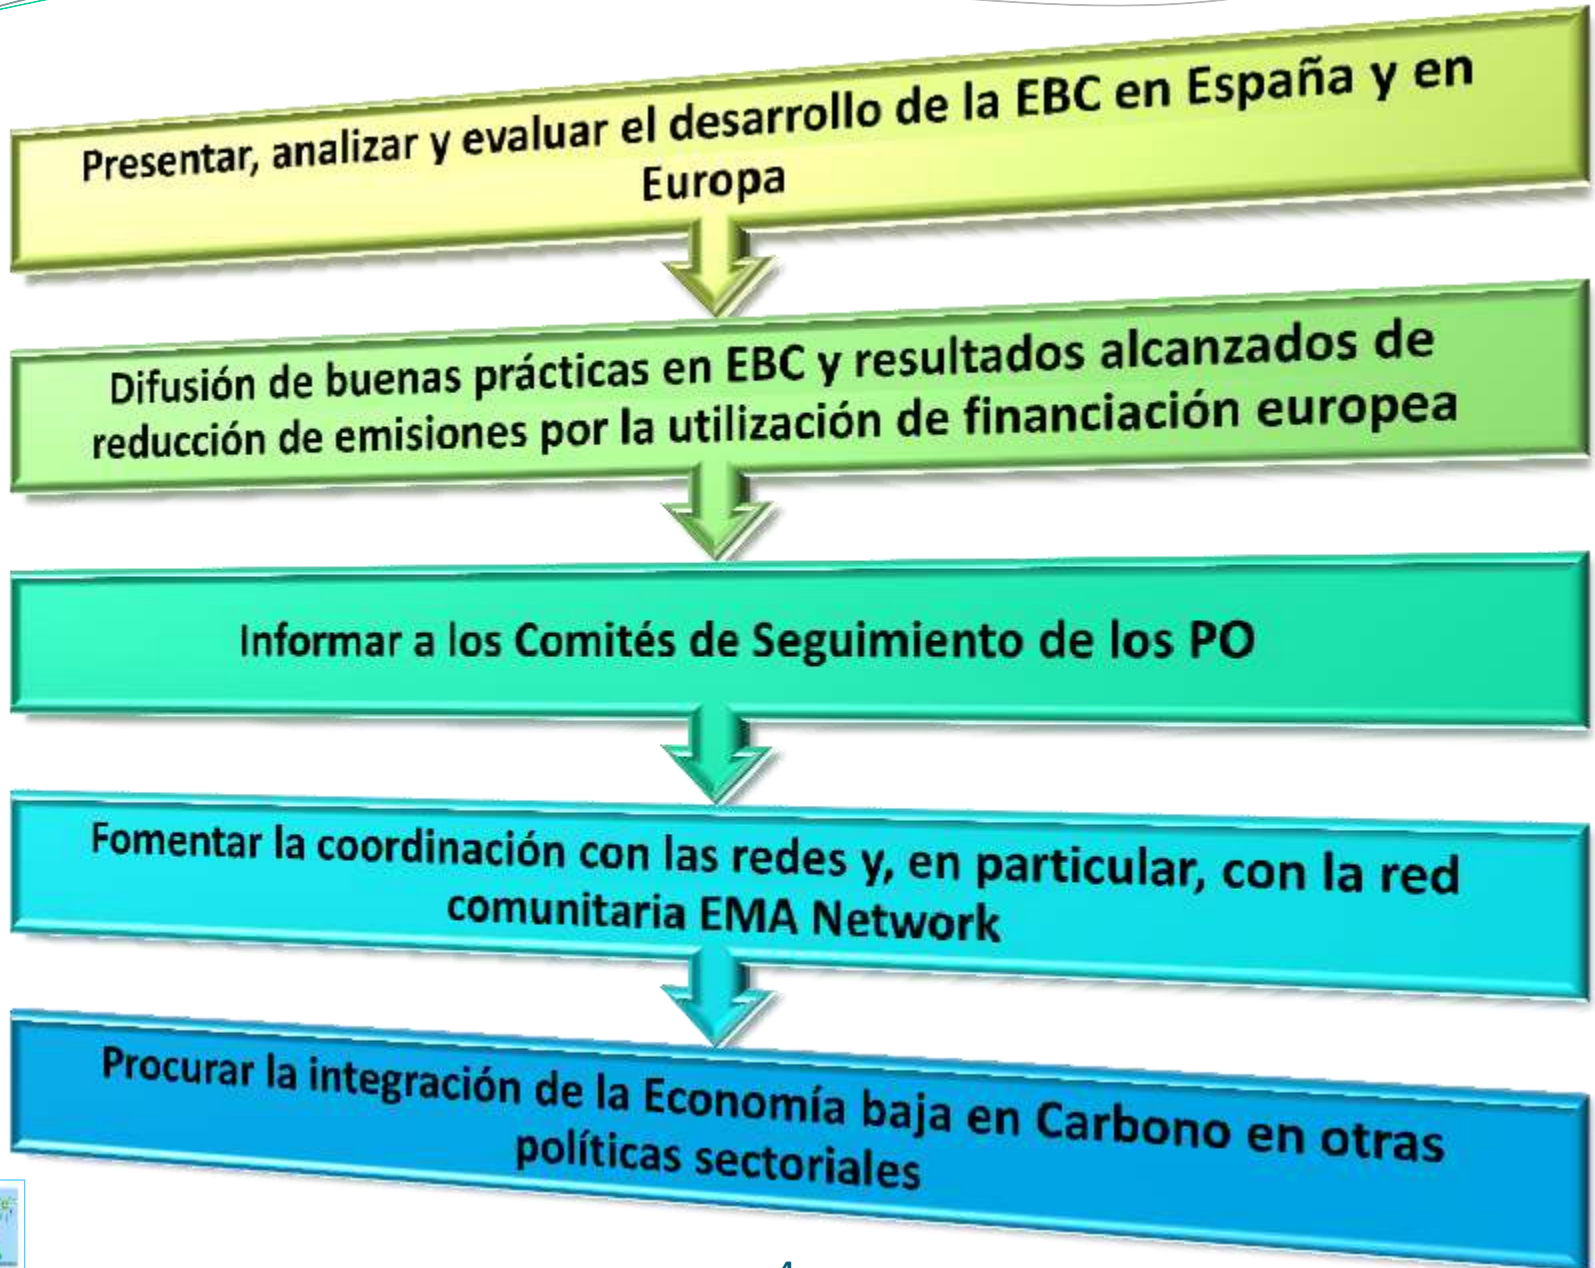 Presentar, analizar y evaluar el desarrollo de la EBC en España y en
Europa
Difusión de buenas prácticas en EBC y resultados alcanzados de
reducción de emisiones por la utilización de financiación europea
Informar a los Comités de Seguimiento de los PO
Fomentar la coordinación con las redes y, en particular, con la red
comunitaria EMA Network
Procurar la integración de la Economía baja en Carbono en otras
políticas sectoriales